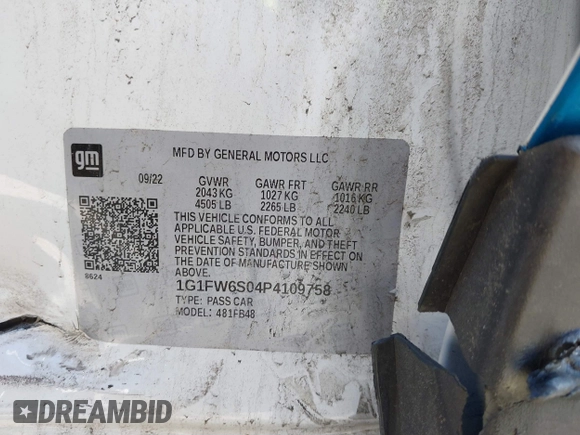 gm
MFD BY GENERAL MOTORS LLC
09/22 GVWR GAWR FRT GAWR RR
2043 KG 1027 KG 1016 KG
4505 LB 2265 LB 2240 LB
THIS VEHICLE CONFORMS TO ALL
APPLICABLE U.S. FEDERAL MOTOR
VEHICLE SAFETY, BUMPER, AND THEFT
PREVENTION STANDARDS IN EFFECT ON
THE DATE OF MANUFACTURE SHOWN
ABOVE.
8624
1G1FW6S04P4109758
TYPE: PASS CAR
MODEL: 481FB48
DREAMBID